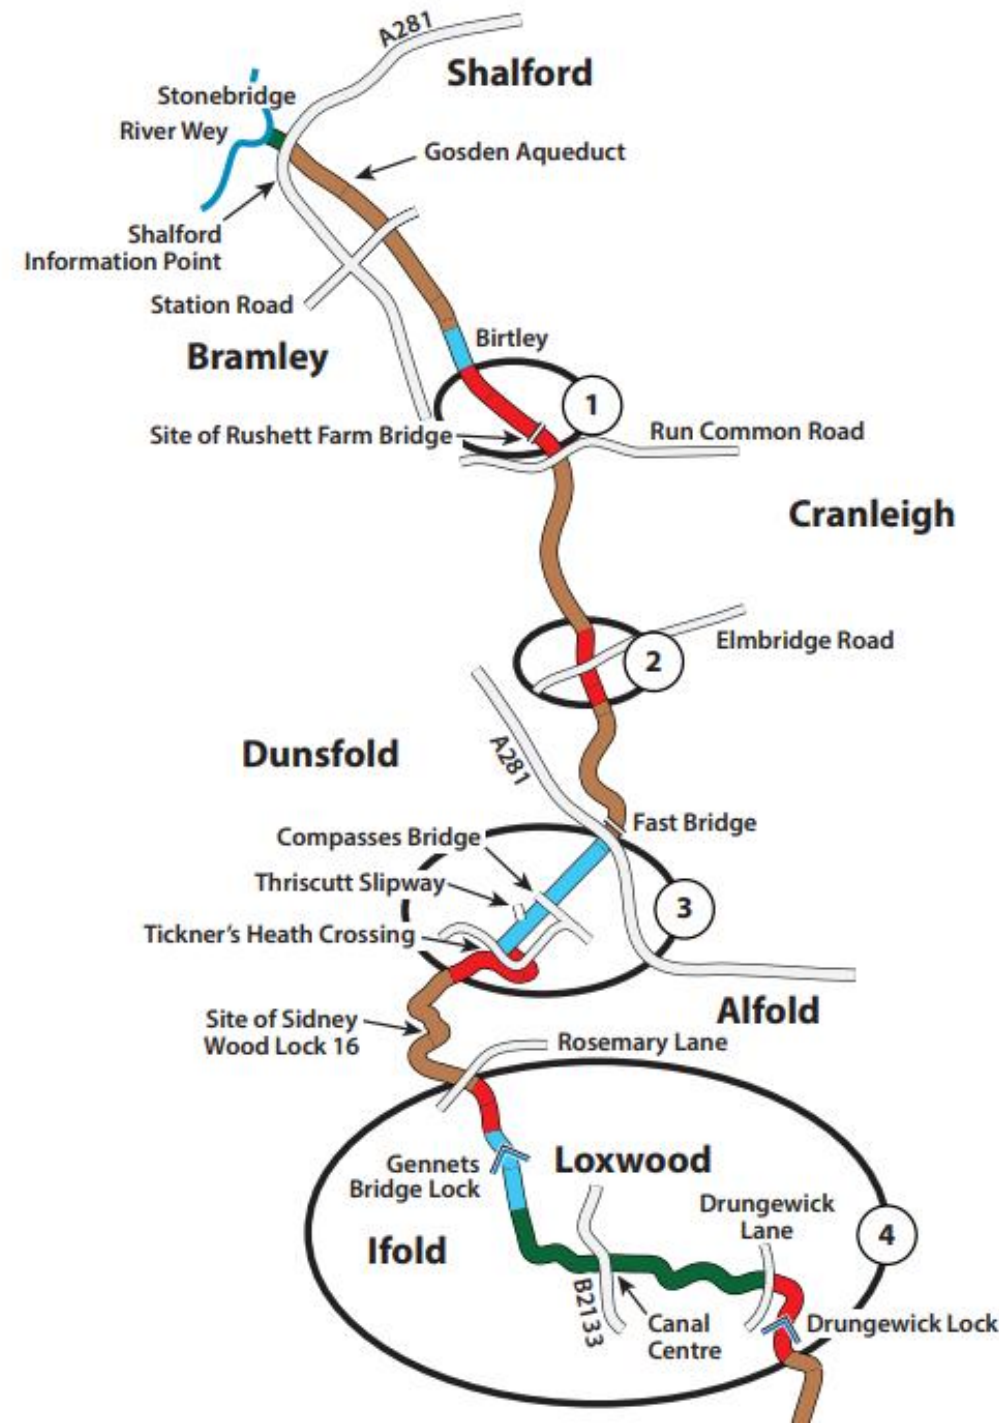 A281
Shalford
Stonebridge
River Wey
Gosden Aqueduct
Shalford
Information Point
Station Road
Birtley
Bramley
1
Site of Rushett Farm Bridge
Run Common Road
Cranleigh
Elmbridge Road
2
Dunsfold
A281
Fast Bridge
Compasses Bridge
Thriscutt Slipway
3
Tickner's Heath Crossing
Alfold
Site of Sidney
Wood Lock 16
Rosemary Lane
Loxwood
Gennets
Bridge Lock
Drungewick
Lane
4
Ifold
B2133
Canal
Centre
Drungewick Lock